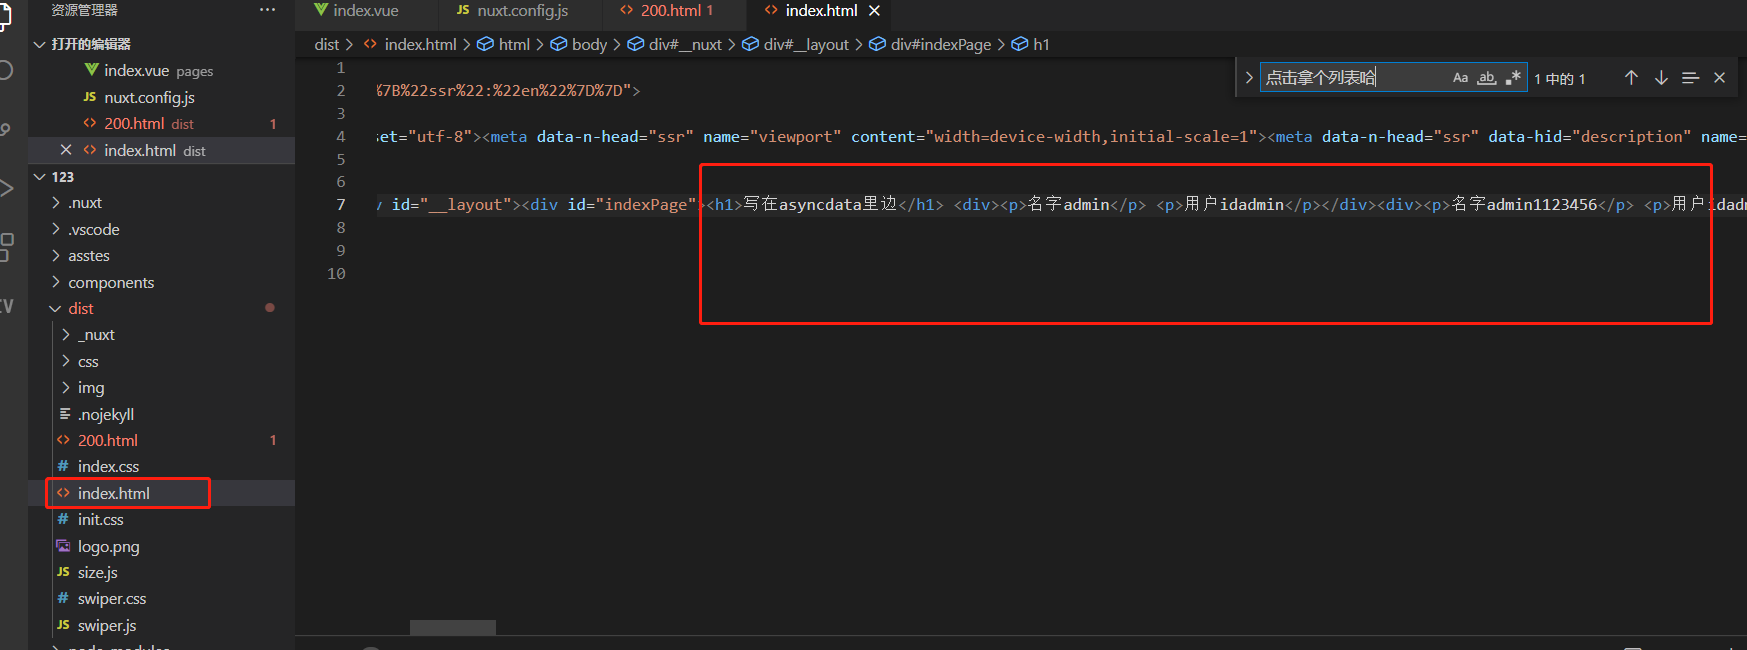 资源管理器 ···
index.vue
JS nuxt.config.js
<> 200.html 1
<> index.html ×
打开的编辑器
index.vue pages
JS nuxt.config.js
<> 200.html dist 1
× <> index.html dist
123
.nuxt
.vscode
asstes
components
dist
_nuxt
css
img
.nojekyll
<> 200.html 1
# index.css
<> index.html
# init.css
logo.png
JS size.js
# swiper.css
JS swiper.js
node_modules
dist > <> index.html > html > body > div#__nuxt > div#__layout > div#indexPage > h1
点击拿个列表哈 Aa ab .* 1 中的 1
1
2 %7B%22ssr%22:%22en%22%7D%7D">
3
4 set="utf-8"><meta data-n-head="ssr" name="viewport" content="width=device-width,initial-scale=1"><meta data-n-head="ssr" data-hid="description" name=
5
6
7 v id="__layout"><div id="indexPage"><h1>写在asyncdata里边</h1> <div><p>名字admin</p> <p>用户idadmin</p></div><div><p>名字admin1123456</p> <p>用户idadm
8
9
10